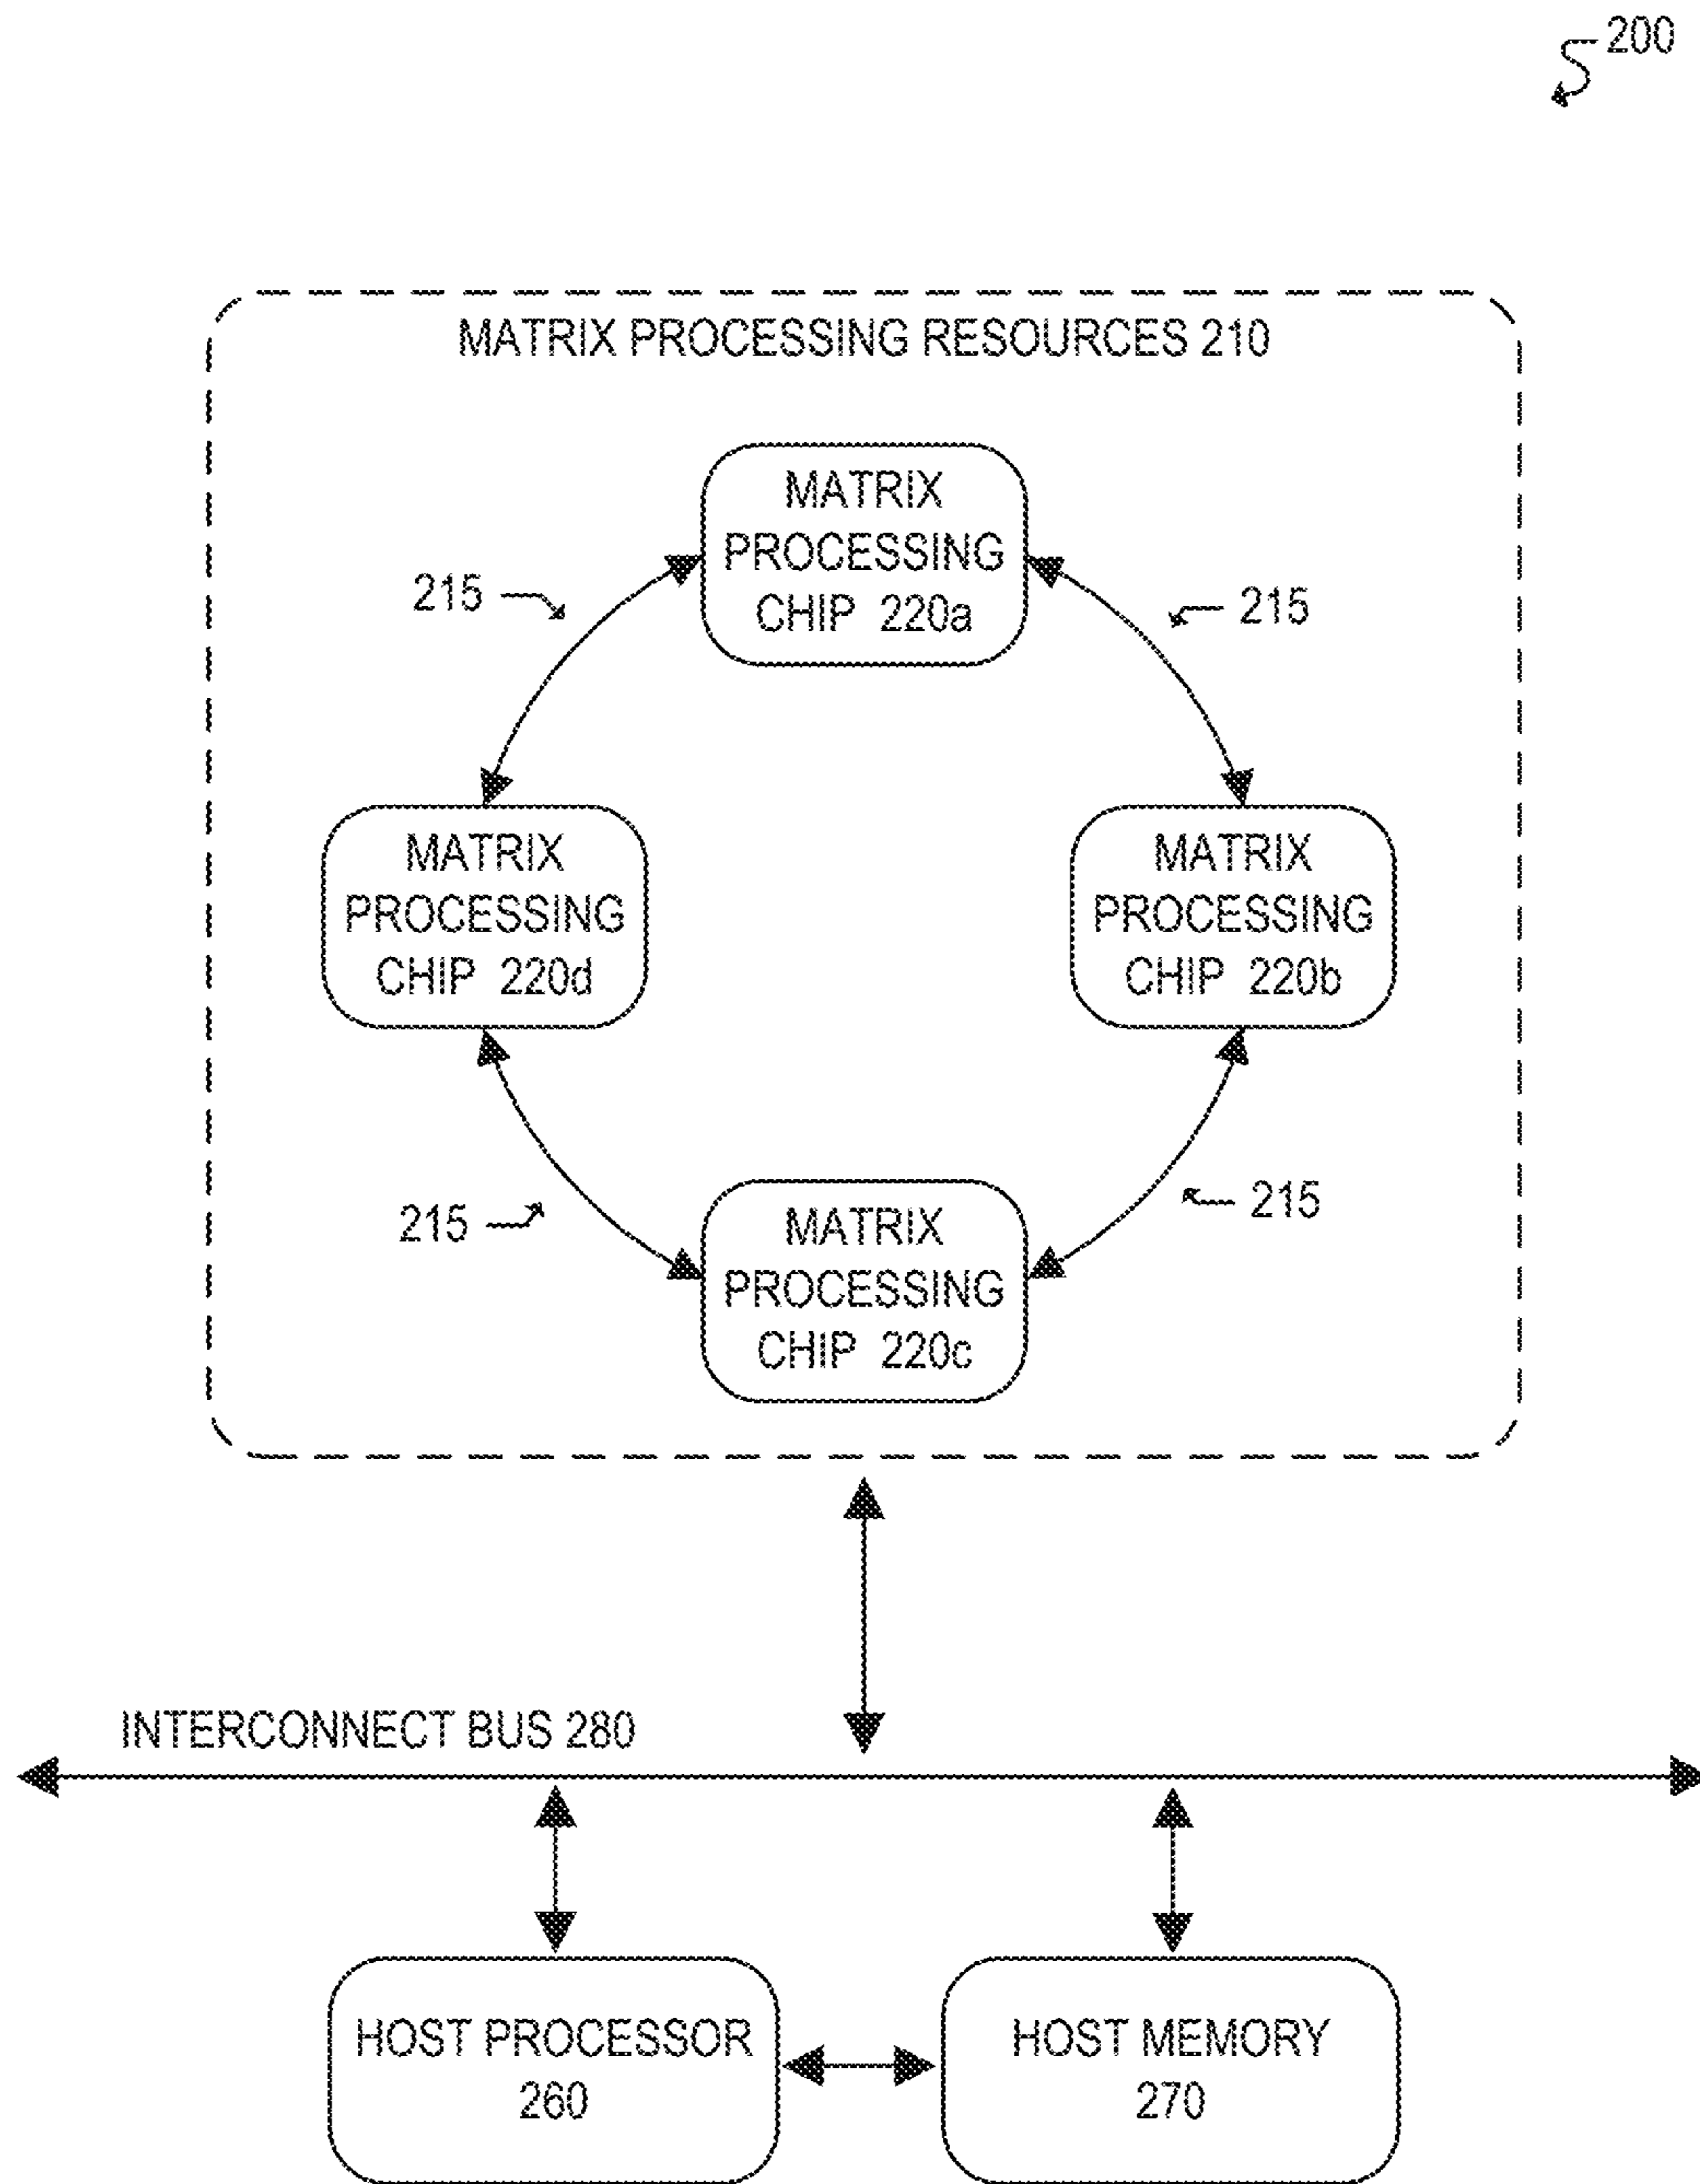 200
MATRIX PROCESSING RESOURCES 210
MATRIX
PROCESSING
CHIP 220a
215
215
MATRIX
PROCESSING
CHIP 220d
MATRIX
PROCESSING
CHIP 220b
215
215
MATRIX
PROCESSING
CHIP 220c
INTERCONNECT BUS 280
HOST PROCESSOR
260
HOST MEMORY
270